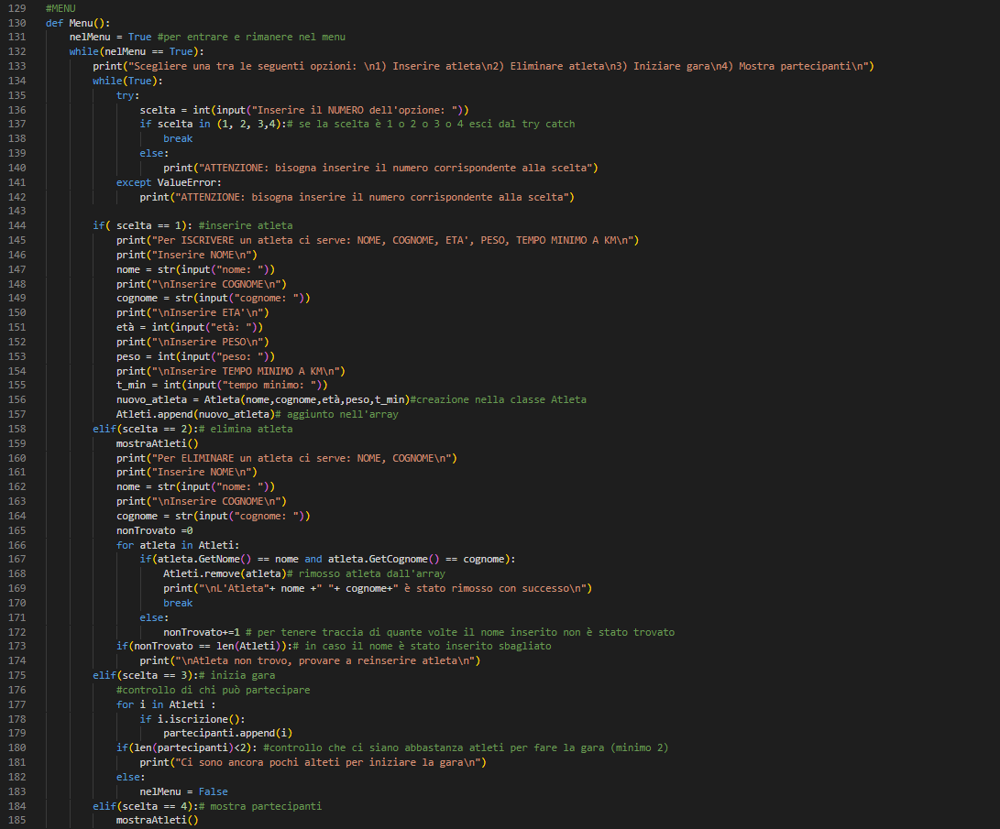 129 #MENU
130 def Menu():
131     nelMenu = True #per entrare e rimanere nel menu
132     while(nelMenu == True):
133         print("Scegliere una tra le seguenti opzioni: \n1) Inserire atleta\n2) Eliminare atleta\n3) Iniziare gara\n4) Mostra partecipanti\n")
134         while(True):
135             try:
136                 scelta = int(input("Inserire il NUMERO dell'opzione: "))
137                 if scelta in (1, 2, 3,4):# se la scelta è 1 o 2 o 3 o 4 esci dal try catch
138                     break
139                 else:
140                     print("ATTENZIONE: bisogna inserire il numero corrispondente alla scelta")
141             except ValueError:
142                 print("ATTENZIONE: bisogna inserire il numero corrispondente alla scelta")
143
144         if( scelta == 1): #inserire atleta
145             print("Per ISCRIVERE un atleta ci serve: NOME, COGNOME, ETA', PESO, TEMPO MINIMO A KM\n")
146             print("Inserire NOME\n")
147             nome = str(input("nome: "))
148             print("\nInserire COGNOME\n")
149             cognome = str(input("cognome: "))
150             print("\nInserire ETA'\n")
151             età = int(input("età: "))
152             print("\nInserire PESO\n")
153             peso = int(input("peso: "))
154             print("\nInserire TEMPO MINIMO A KM\n")
155             t_min = int(input("tempo minimo: "))
156             nuovo_atleta = Atleta(nome,cognome,età,peso,t_min)#creazione nella classe Atleta
157             Atleti.append(nuovo_atleta)# aggiunto nell'array
158         elif(scelta == 2):# elimina atleta
159             mostraAtleti()
160             print("Per ELIMINARE un atleta ci serve: NOME, COGNOME\n")
161             print("Inserire NOME\n")
162             nome = str(input("nome: "))
163             print("\nInserire COGNOME\n")
164             cognome = str(input("cognome: "))
165             nonTrovato =0
166             for atleta in Atleti:
167                 if(atleta.GetNome() == nome and atleta.GetCognome() == cognome):
168                     Atleti.remove(atleta)# rimosso atleta dall'array
169                     print("\nL'Atleta"+ nome +" "+ cognome+" è stato rimosso con successo\n")
170                     break
171                 else:
172                     nonTrovato+=1 # per tenere traccia di quante volte il nome inserito non è stato trovato
173             if(nonTrovato == len(Atleti)):# in caso il nome è stato inserito sbagliato
174                 print("\nAtleta non trovo, provare a reinserire atleta\n")
175         elif(scelta == 3):# inizia gara
176             #controllo di chi può partecipare
177             for i in Atleti :
178                 if i.iscrizione():
179                     partecipanti.append(i)
180             if(len(partecipanti)<2): #controllo che ci siano abbastanza atleti per fare la gara (minimo 2)
181                 print("Ci sono ancora pochi alteti per iniziare la gara\n")
182             else:
183                 nelMenu = False
184         elif(scelta == 4):# mostra partecipanti
185             mostraAtleti()